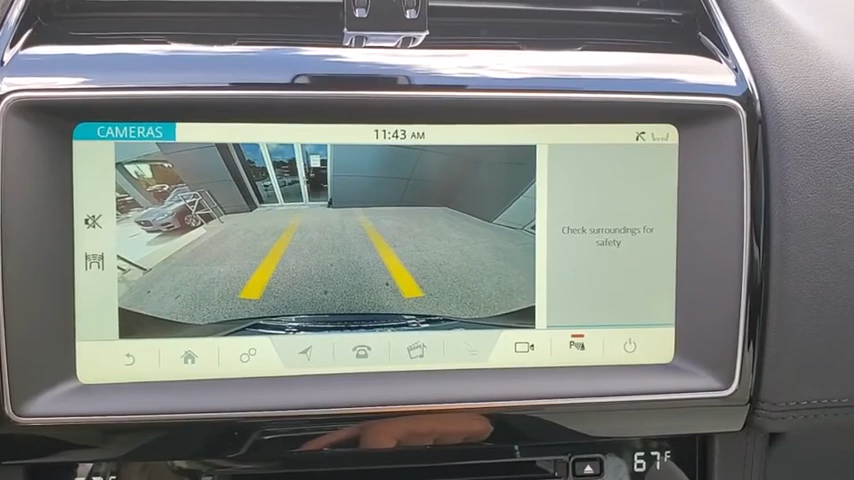 CAMERAS
11:43 AM
Check surroundings for
safety
P
67°F